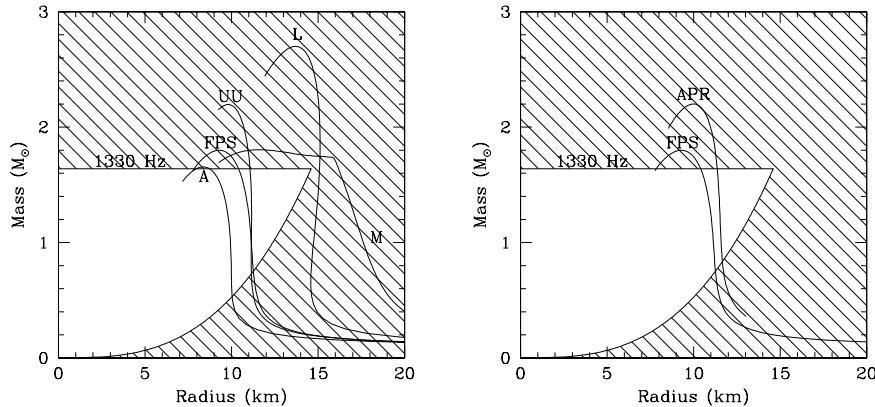 3
2
1
0
Mass (M⊙)
L
UU
FPS
1330 Hz
A
M
0 5 10 15 20
Radius (km)
3
2
1
0
Mass (M⊙)
APR
FPS
1330 Hz
0 5 10 15 20
Radius (km)